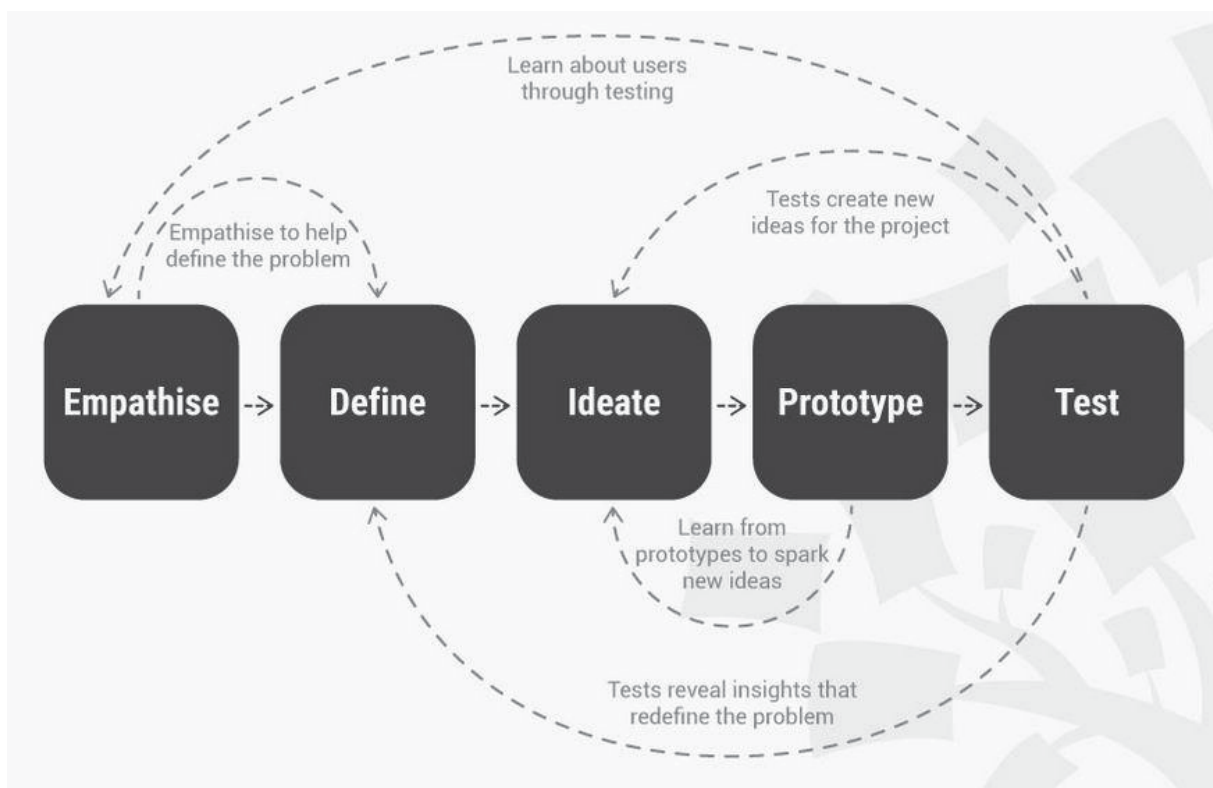 Learn about users
through testing
Tests create new
ideas for the project
Empathise to help
define the problem
Empathise
Define
Ideate
Prototype
Test
Learn from
prototypes to spark
new ideas
Tests reveal insights that
redefine the problem